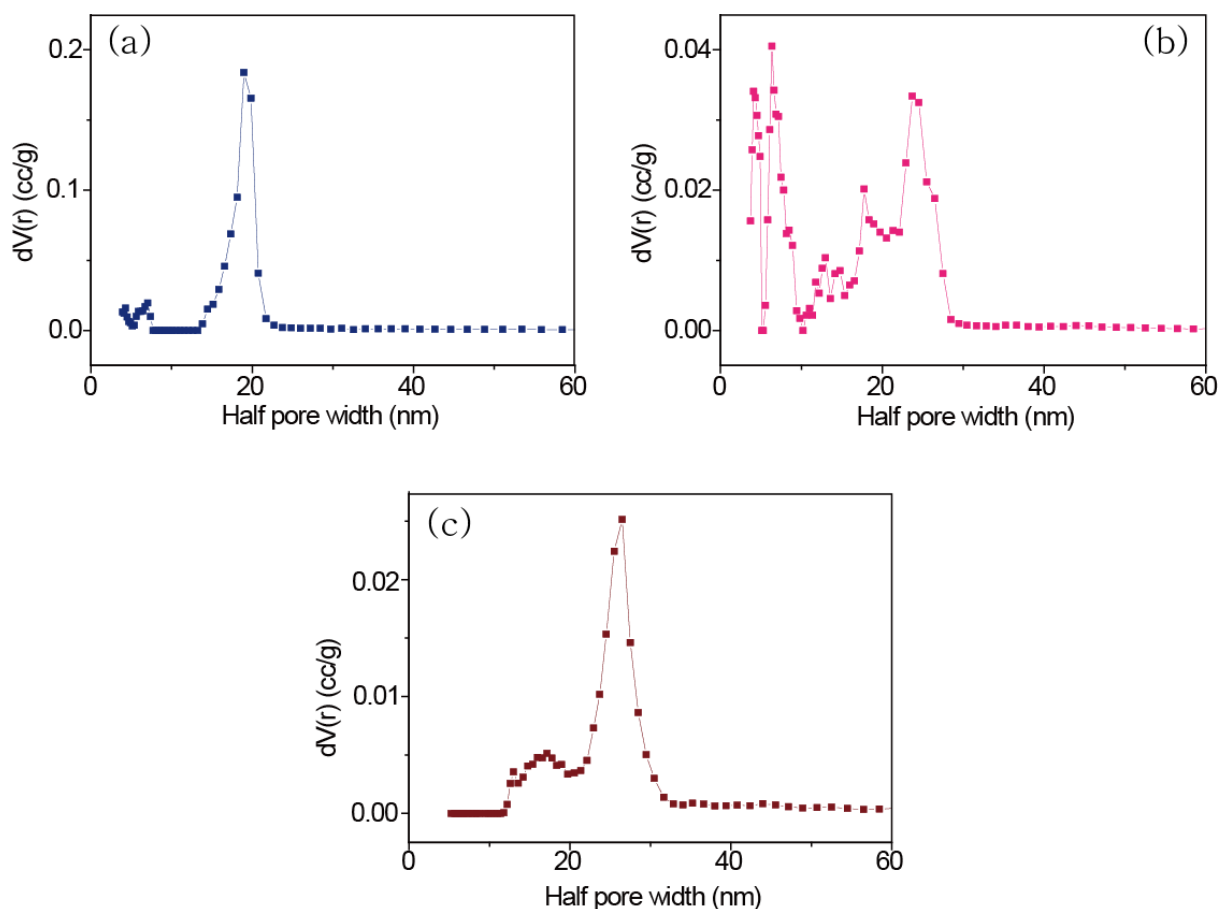 (a)
0.2
0.1
0.0
dV(r) (cc/g)
0 20 40 60
Half pore width (nm)
(b)
0.04
0.02
0.00
dV(r) (cc/g)
0 20 40 60
Half pore width (nm)
(c)
0.02
0.01
0.00
dV(r) (cc/g)
0 20 40 60
Half pore width (nm)